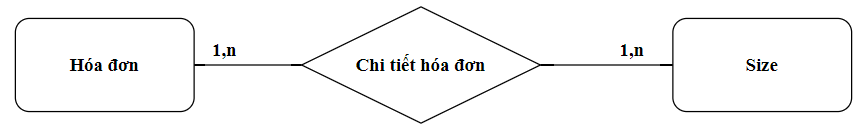 Hóa đơn
1,n
Chi tiết hóa đơn
1,n
Size